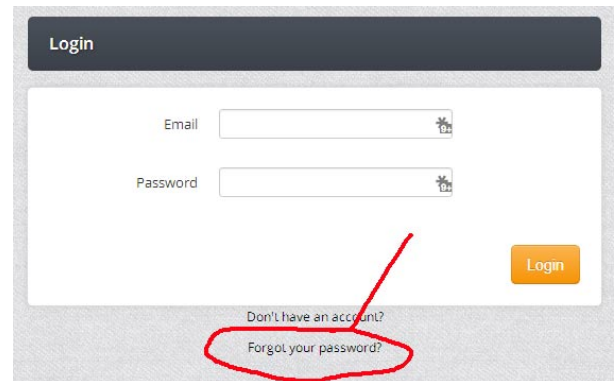 Login
Email
Password
Login
Don't have an account?
Forgot your password?